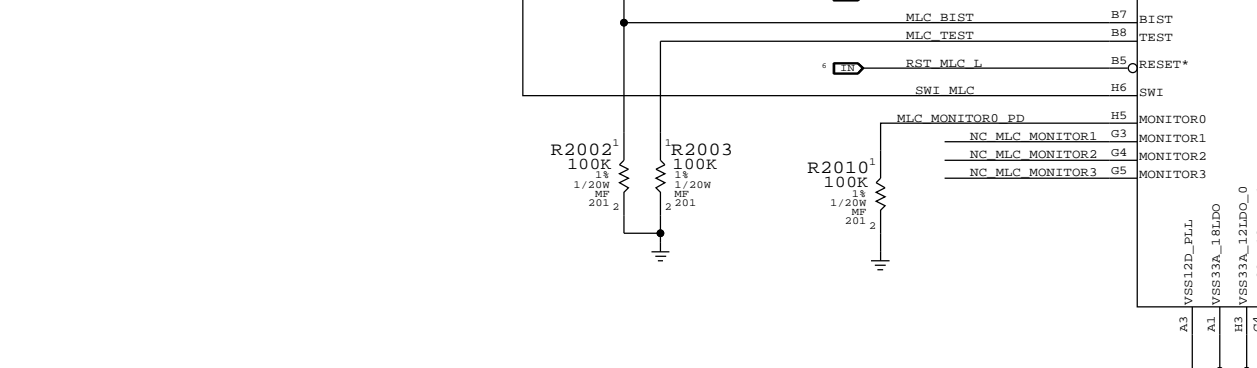 MLC_BIST B7 BIST
MLC_TEST B8 TEST
6 IN RST_MLC_L B5 RESET*
SWI_MLC H6 SWI
MLC_MONITOR0_PD H5 MONITOR0
NC_MLC_MONITOR1 G3 MONITOR1
NC_MLC_MONITOR2 G4 MONITOR2
NC_MLC_MONITOR3 G5 MONITOR3
R2002 1
100K
1%
1/20W
MF
201 2
1 R2003
100K
1%
1/20W
MF
2 201
R2010 1
100K
1%
1/20W
MF
201 2
VSS12D_PLL
VSS33A_18LDO
VSS33A_12LDO_0
A3
A1
H3